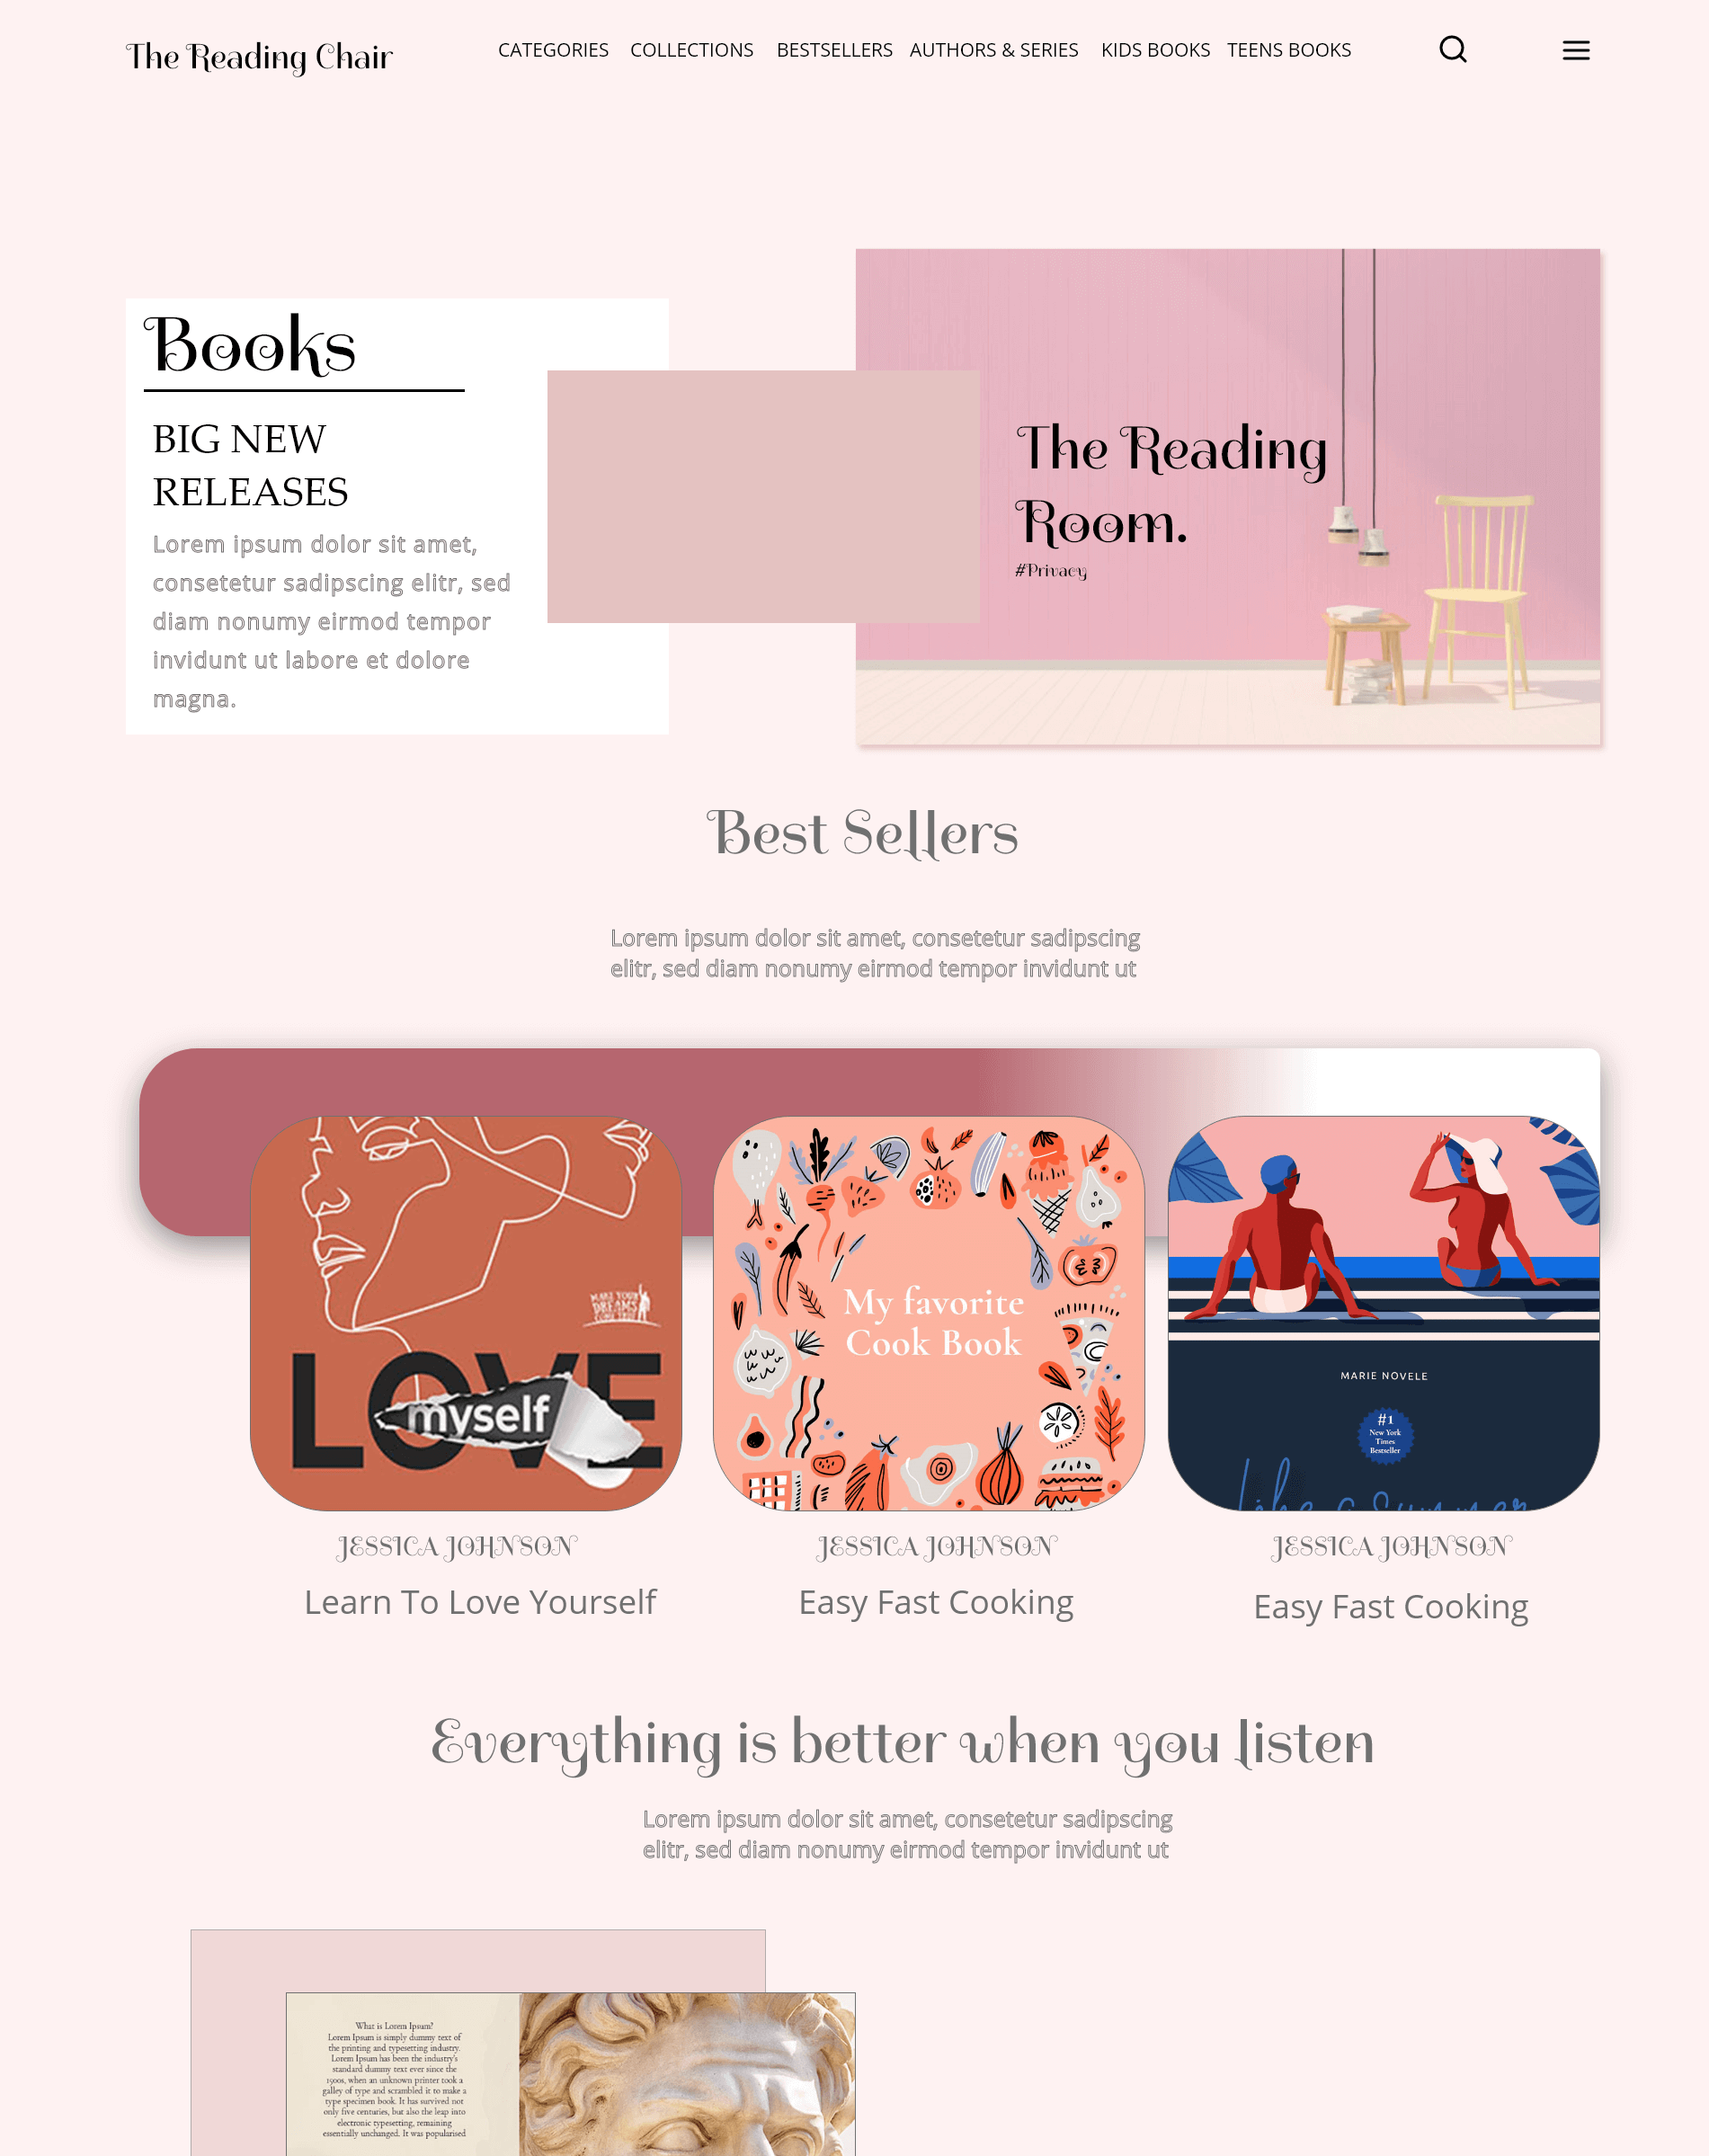 The Reading Chair
CATEGORIES COLLECTIONS BESTSELLERS AUTHORS & SERIES KIDS BOOKS TEENS BOOKS
Books
BIG NEW
RELEASES
Lorem ipsum dolor sit amet,
consetetur sadipscing elitr, sed
diam nonumy eirmod tempor
invidunt ut labore et dolore
magna.
The Reading
Room.
#Privacy
Best Sellers
Lorem ipsum dolor sit amet, consetetur sadipscing
elitr, sed diam nonumy eirmod tempor invidunt ut
MAKE YOUR
DREAMS
COME TRUE
LOVE
myself
My favorite
Cook Book
MARIE NOVELE
#1
New York
Times
Bestseller
like a summer
JESSICA JOHNSON
Learn To Love Yourself
JESSICA JOHNSON
Easy Fast Cooking
JESSICA JOHNSON
Easy Fast Cooking
Everything is better when you listen
Lorem ipsum dolor sit amet, consetetur sadipscing
elitr, sed diam nonumy eirmod tempor invidunt ut
What is Lorem Ipsum?
Lorem Ipsum is simply dummy text of
the printing and typesetting industry.
Lorem Ipsum has been the industry's
standard dummy text ever since the
1500s, when an unknown printer took a
galley of type and scrambled it to make a
type specimen book. It has survived not
only five centuries, but also the leap into
electronic typesetting, remaining
essentially unchanged. It was popularised